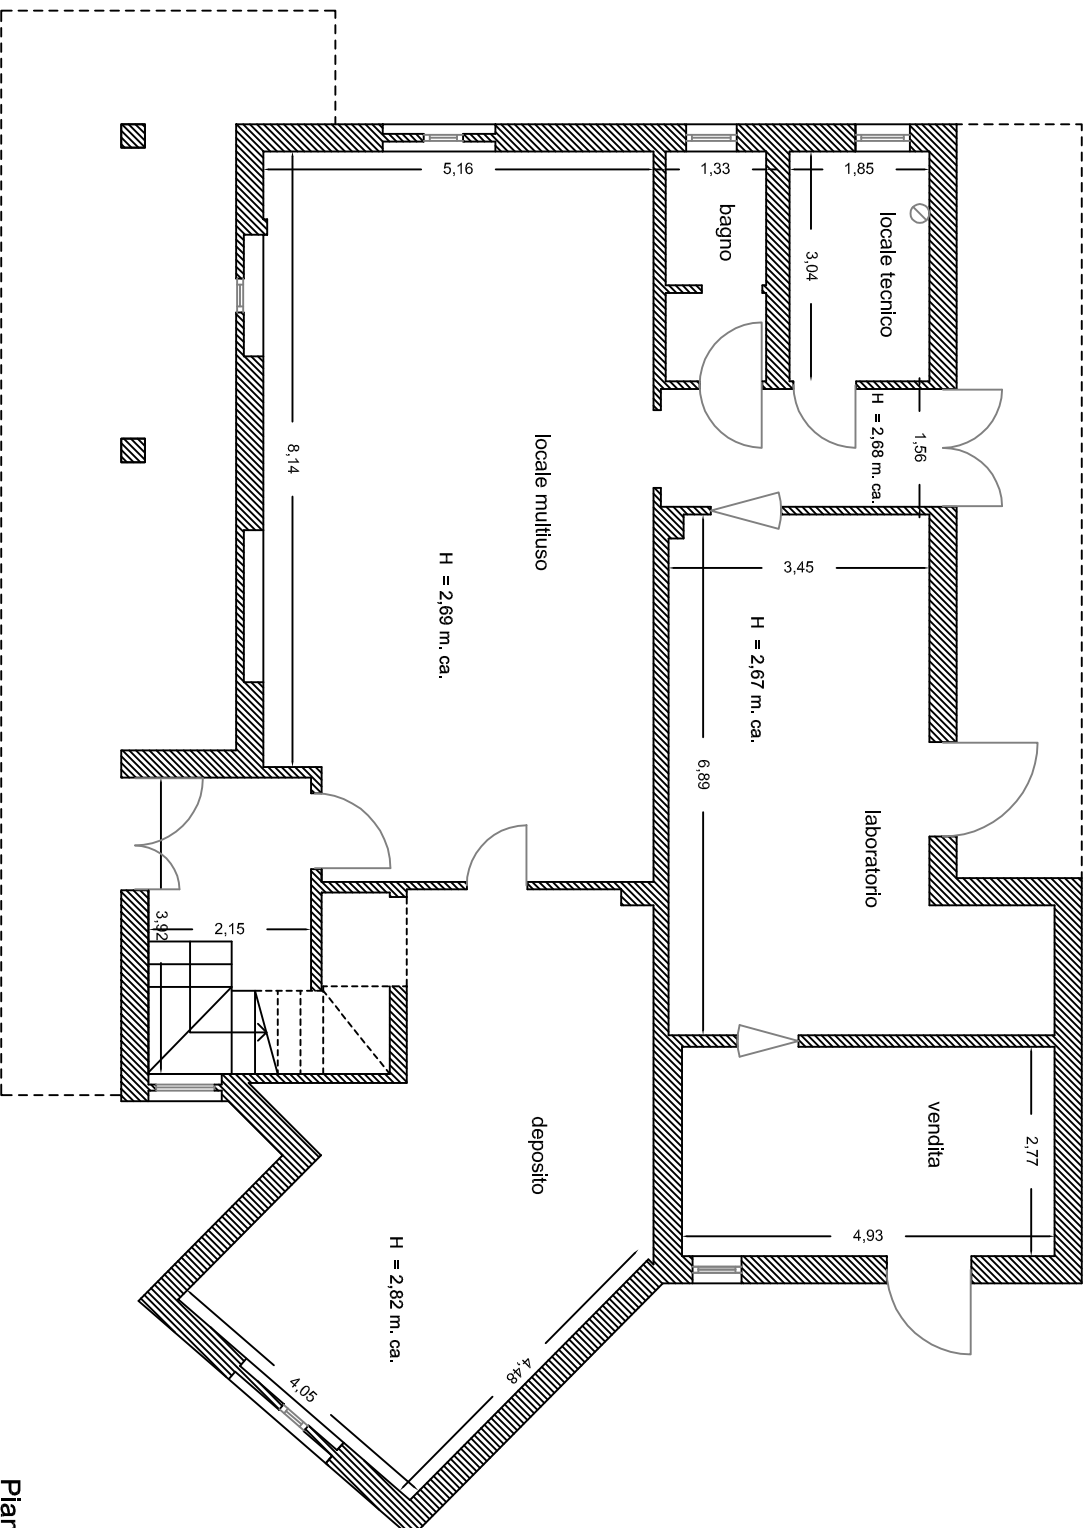 5,16
1,33
1,85
bagno
3,04
locale tecnico
H = 2,68 m. ca.
1,56
8,14
locale multiuso
H = 2,69 m. ca.
3,45
H = 2,67 m. ca.
6,89
laboratorio
3,92
2,15
deposito
vendita
2,77
4,93
H = 2,82 m. ca.
4,48
4,05
Pian